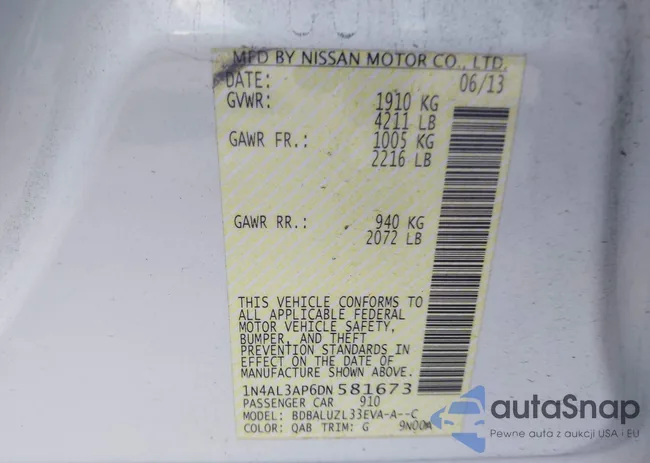 MFD BY NISSAN MOTOR CO., LTD.
DATE: 06/13
GVWR: 1910 KG
4211 LB
GAWR FR.: 1005 KG
2216 LB
GAWR RR.: 940 KG
2072 LB
THIS VEHICLE CONFORMS TO
ALL APPLICABLE FEDERAL
MOTOR VEHICLE SAFETY,
BUMPER, AND THEFT
PREVENTION STANDARDS IN
EFFECT ON THE DATE OF
MANUFACTURE SHOWN ABOVE.
1N4AL3AP6DN581673
PASSENGER CAR 910
MODEL: BDBALUZL33EVA-A--C
COLOR: QAB TRIM: G 9N00A
autoSnap
Pewne auta z aukcji USA i EU